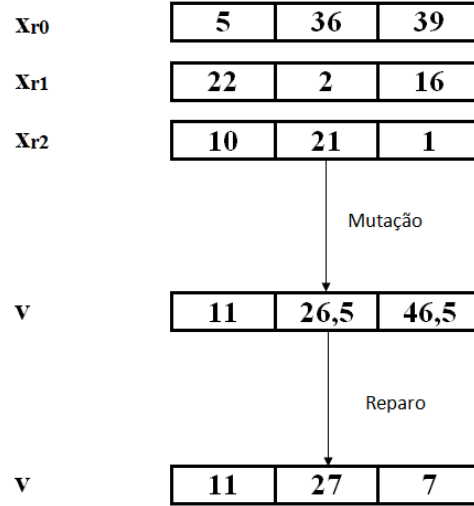 Xr0 5 36 39
Xr1 22 2 16
Xr2 10 21 1
Mutação
v 11 26,5 46,5
Reparo
v 11 27 7